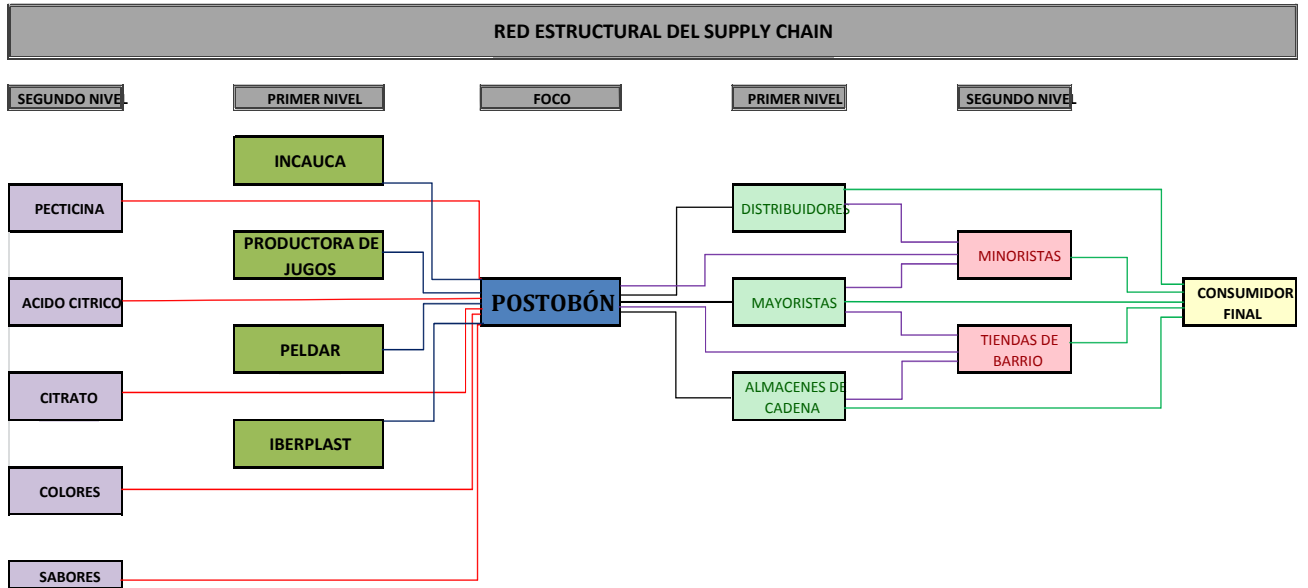 RED ESTRUCTURAL DEL SUPPLY CHAIN
SEGUNDO NIVEL
PRIMER NIVEL
FOCO
PRIMER NIVEL
SEGUNDO NIVEL
INCAUCA
PECTICINA
DISTRIBUIDORES
PRODUCTORA DE
JUGOS
MINORISTAS
ACIDO CITRICO
POSTOBÓN
MAYORISTAS
CONSUMIDOR
FINAL
PELDAR
TIENDAS DE
BARRIO
CITRATO
ALMACENES DE
CADENA
IBERPLAST
COLORES
SABORES